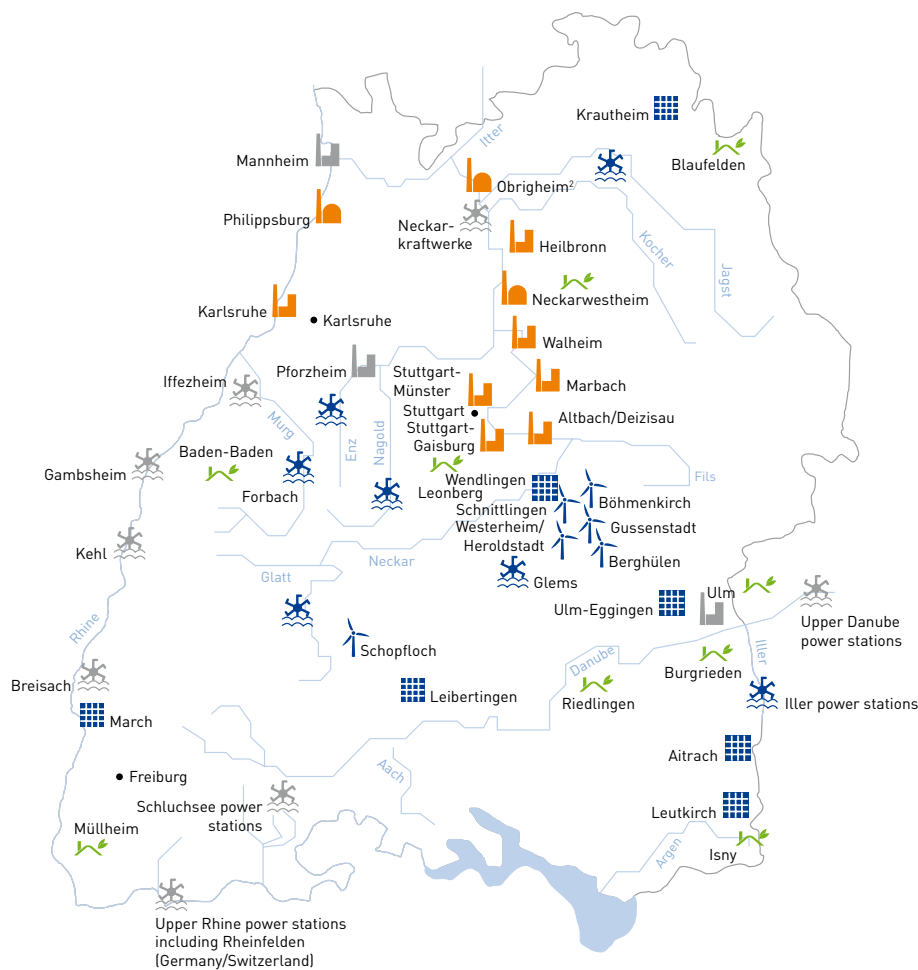 Krautheim
Itter
Blaufelden
Mannheim
Obrigheim²
Philippsburg
Neckar-
kraftwerke
Heilbronn
Kocher
Jagst
Neckarwestheim
Karlsruhe
Karlsruhe
Walheim
Pforzheim
Stuttgart-
Münster
Iffezheim
Marbach
Stuttgart
Stuttgart-
Gaisburg
Altbach/Deizisau
Murg
Enz
Nagold
Baden-Baden
Gambsheim
Forbach
Leonberg
Wendlingen
Fils
Schnittlingen
Böhmenkirch
Westerheim/
Heroldstadt
Gussenstadt
Kehl
Neckar
Berghülen
Glatt
Glems
Ulm
Ulm-Eggingen
Upper Danube
power stations
Rhine
Schopfloch
Danube
Iller
Burgrieden
Breisach
Leibertingen
Riedlingen
Iller power stations
March
Aitrach
Aach
Freiburg
Schluchsee power
stations
Leutkirch
Müllheim
Argen
Isny
Upper Rhine power stations
including Rheinfelden
(Germany/Switzerland)